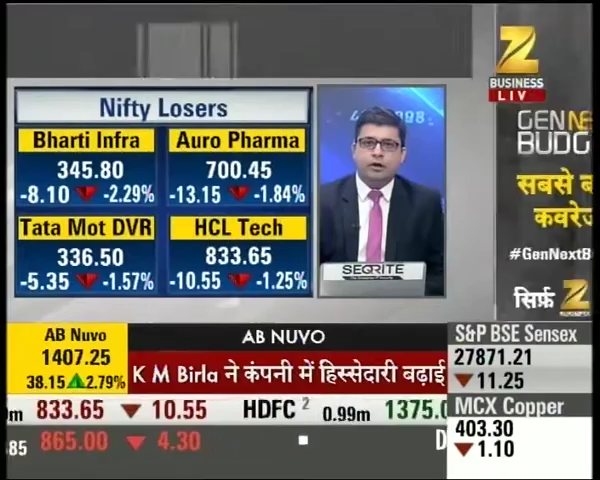 Nifty Losers
Bharti Infra
345.80
-8.10 -2.29%
Auro Pharma
700.45
-13.15 -1.84%
Tata Mot DVR
336.50
-5.35 -1.57%
HCL Tech
833.65
-10.55 -1.25%
SEQRITE
BUSINESS
LIV
GEN NE
BUDG
सबसे ब
कवरेज
#GenNextB
सिर्फ़
AB Nuvo
1407.25
38.15 2.79%
AB NUVO
K M Birla ने कंपनी में हिस्सेदारी बढ़ाई
S&P BSE Sensex
27871.21
11.25
MCX Copper
403.30
1.10
0m 833.65 10.55 HDFC 2 0.99m 1375.0
85 865.00 4.30 D